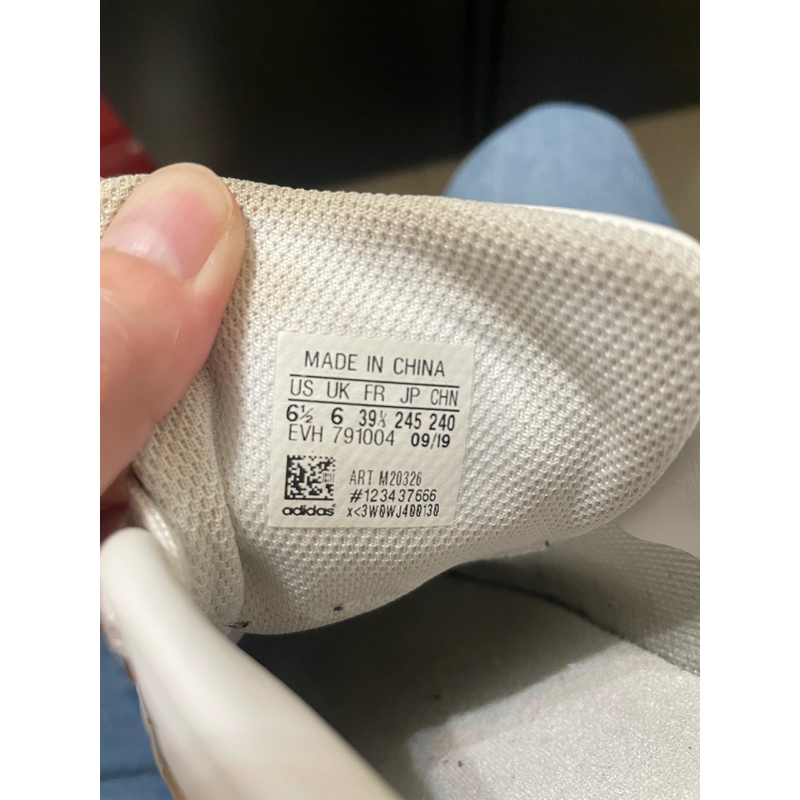 MADE IN CHINA
US UK FR JP CHN
6½ 6 39⅓ 245 240
EVH 791004 09/19
ART M20326
#123437666
adidas x<3W0WJ400130